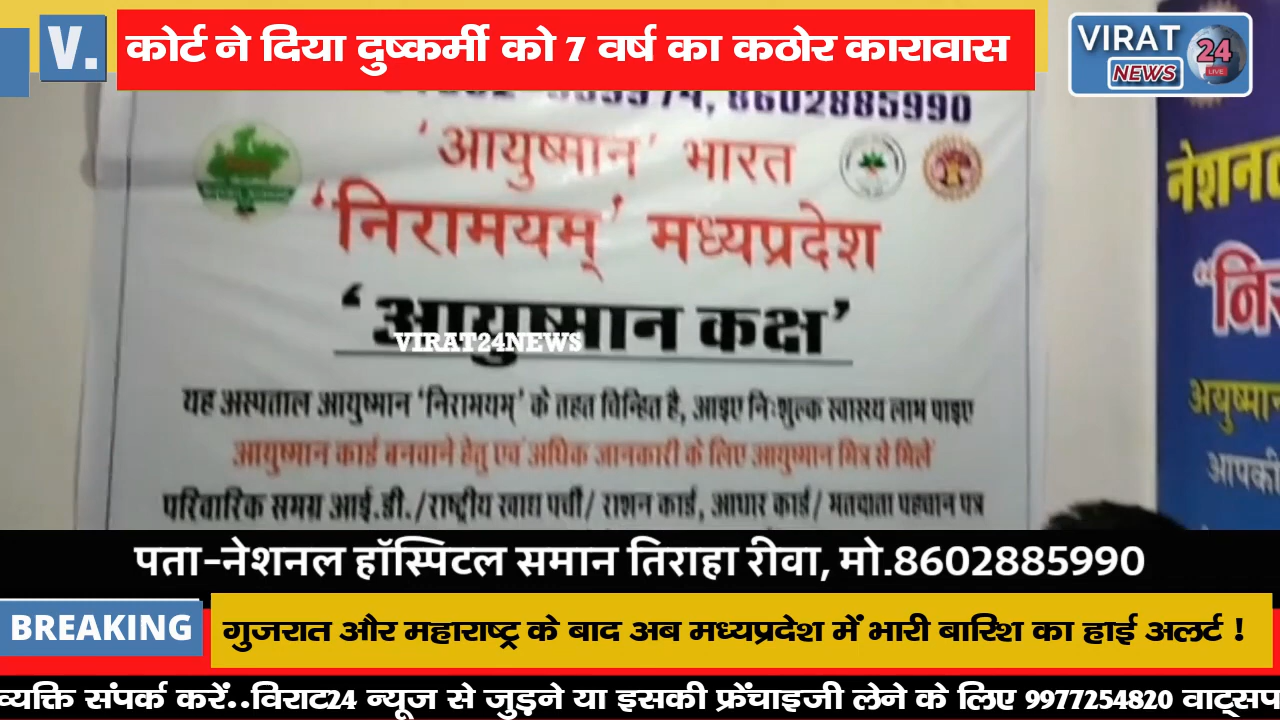 V. कोर्ट ने दिया दुष्कर्मी को 7 वर्ष का कठोर कारावास
VIRAT 24
NEWS LIVE
8602885990
'आयुष्मान' भारत
'निरामयम्' मध्यप्रदेश
'आयुष्मान कक्ष'
VIRAT24NEWS
यह अस्पताल आयुष्मान 'निरामयम्' के तहत चिन्हित है, आइए निःशुल्क स्वास्थ्य लाभ पाइए
आयुष्मान कार्ड बनवाने हेतु एवं अधिक जानकारी के लिए आयुष्मान मित्र से मिलें
परिवारिक समग्र आई.डी./राष्ट्रीय खाद्य पर्ची/ राशन कार्ड, आधार कार्ड/ मतदाता पहचान पत्र
अयुष्मान
आपकी
पता-नेशनल हॉस्पिटल समान तिराहा रीवा, मो.8602885990
BREAKING गुजरात और महाराष्ट्र के बाद अब मध्यप्रदेश में भारी बारिश का हाई अलर्ट !
व्यक्ति संपर्क करें..विराट24 न्यूज से जुड़ने या इसकी फ्रेंचाइजी लेने के लिए 9977254820 वाट्सप